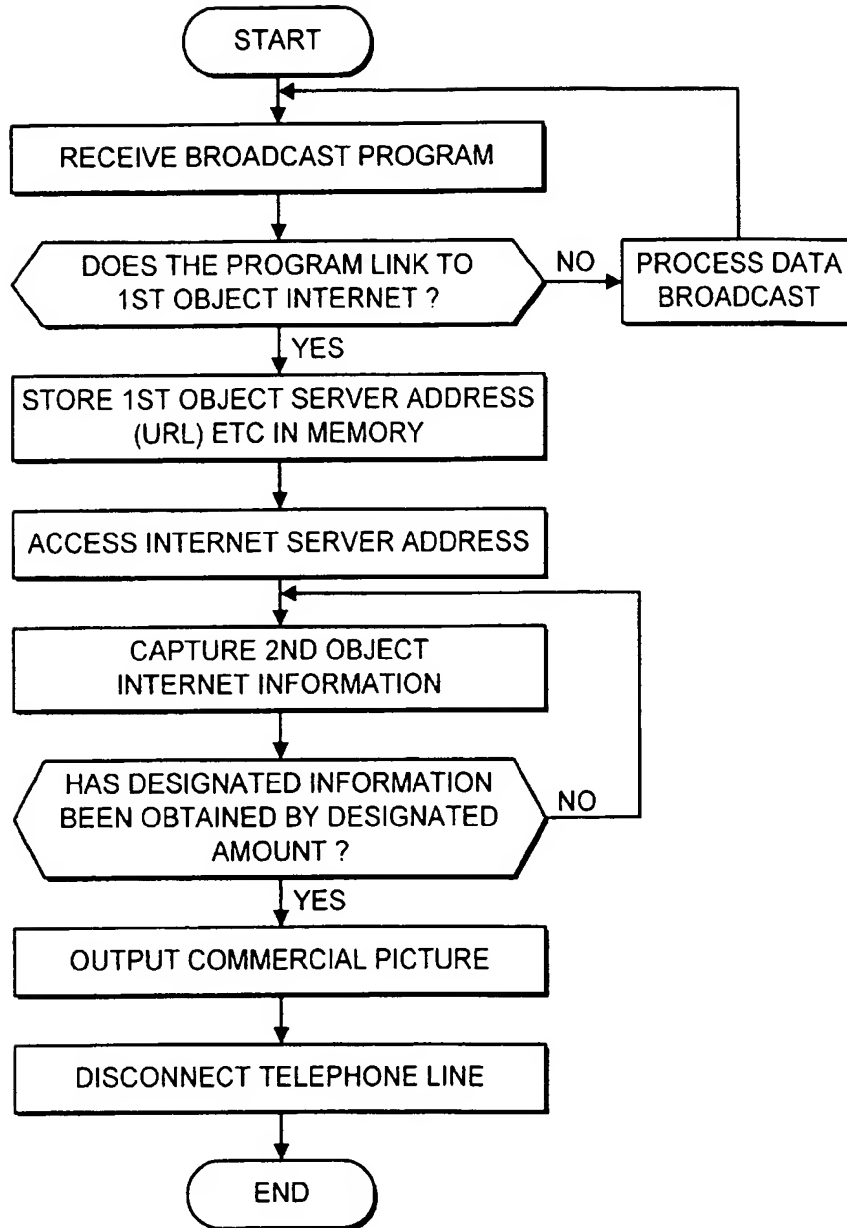 START
RECEIVE BROADCAST PROGRAM
DOES THE PROGRAM LINK TO
1ST OBJECT INTERNET ?
NO
PROCESS DATA
BROADCAST
YES
STORE 1ST OBJECT SERVER ADDRESS
(URL) ETC IN MEMORY
ACCESS INTERNET SERVER ADDRESS
CAPTURE 2ND OBJECT
INTERNET INFORMATION
HAS DESIGNATED INFORMATION
BEEN OBTAINED BY DESIGNATED
AMOUNT ?
NO
YES
OUTPUT COMMERCIAL PICTURE
DISCONNECT TELEPHONE LINE
END